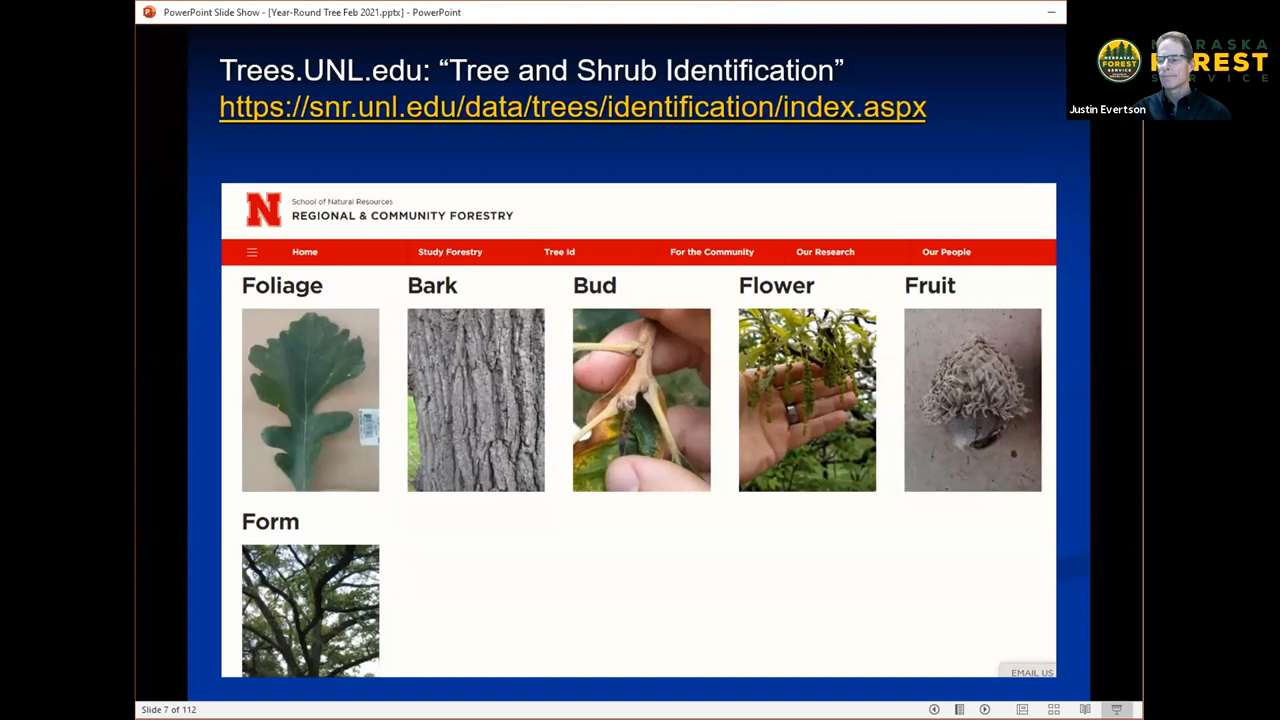 PowerPoint Slide Show - [Year-Round Tree Feb 2021.pptx] - PowerPoint
NEBRASKA
FOREST
SERVICE
Justin Evertson
Trees.UNL.edu: “Tree and Shrub Identification”
https://snr.unl.edu/data/trees/identification/index.aspx
N
School of Natural Resources
REGIONAL & COMMUNITY FORESTRY
Home Study Forestry Tree Id For the Community Our Research Our People
Foliage Bark Bud Flower Fruit
Form
EMAIL US
Slide 7 of 112